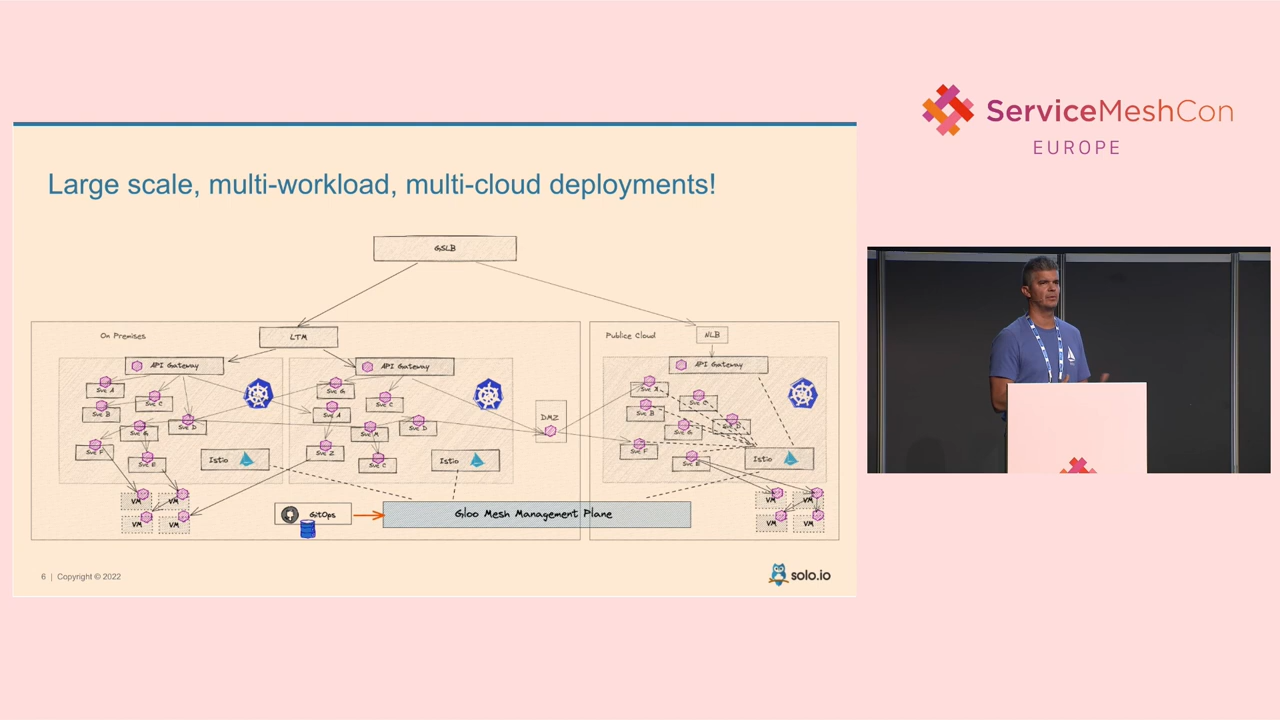 ServiceMeshCon
EUROPE
Large scale, multi-workload, multi-cloud deployments!
GSLB
On Premises
LTM
Publice Cloud
NLB
API Gateway
API Gateway
API Gateway
Svc A
Svc C
Svc B
Svc D
Svc G
Svc F
Svc E
Istio
Svc G
Svc C
Svc A
Svc D
Svc Z
Svc C
Istio
DMZ
Svc A
Svc B
Svc G
Svc F
Svc E
Istio
VM
VM
VM
VM
GitOps
Gloo Mesh Management Plane
VM
VM
VM
VM
6 | Copyright © 2022
solo.io